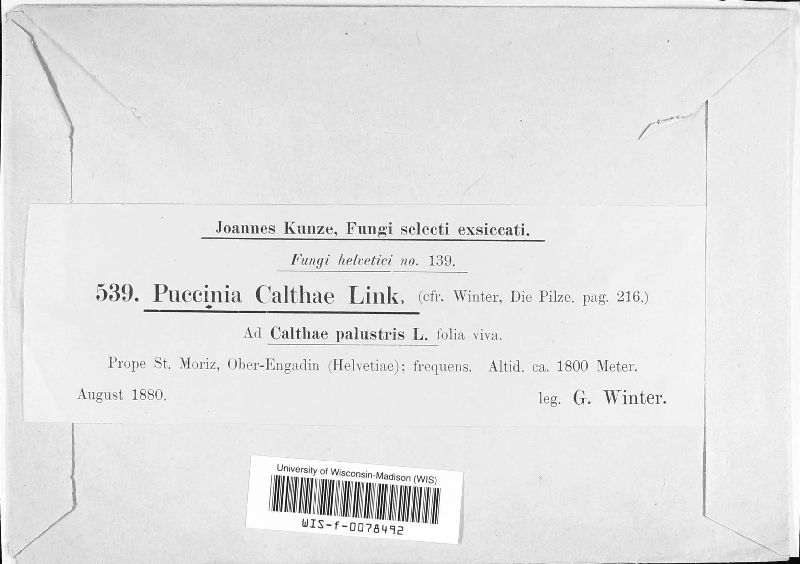 Joannes Kunze, Fungi selecti exsiccati.
Fungi helvetici no. 139.
539. Puccinia Calthae Link. (cfr. Winter, Die Pilze. pag. 216.)
Ad Calthae palustris L. folia viva.
Prope St. Moriz, Ober-Engadin (Helvetiae); frequens. Altid. ca. 1800 Meter.
August 1880. leg. G. Winter.
University of Wisconsin-Madison (WIS)
WIS-f-0078492